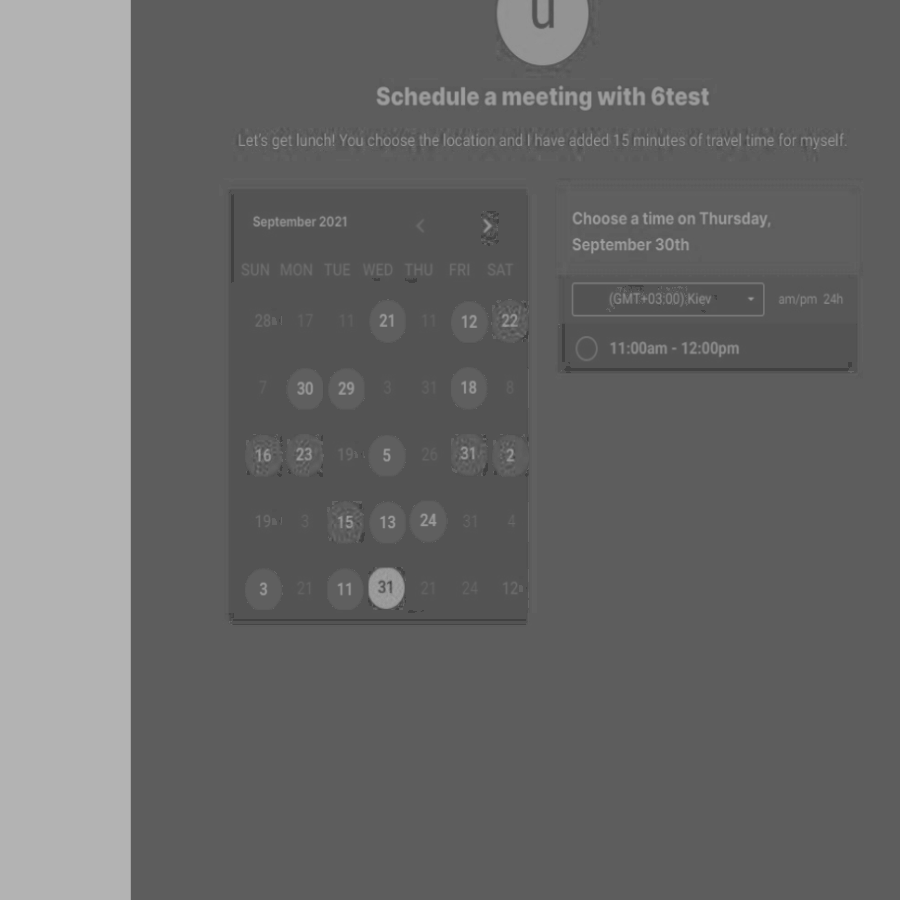 u
Schedule a meeting with 6test
Let's get lunch! You choose the location and I have added 15 minutes of travel time for myself.
September 2021
SUN MON TUE WED THU FRI SAT
28 17 11 21 11 12 22
7 30 29 3 31 18 8
16 23 19 5 26 31 2
19 3 15 13 24 31 4
3 21 11 31 21 24 12
Choose a time on Thursday,
September 30th
(GMT+03:00) Kiev am/pm 24h
11:00am - 12:00pm